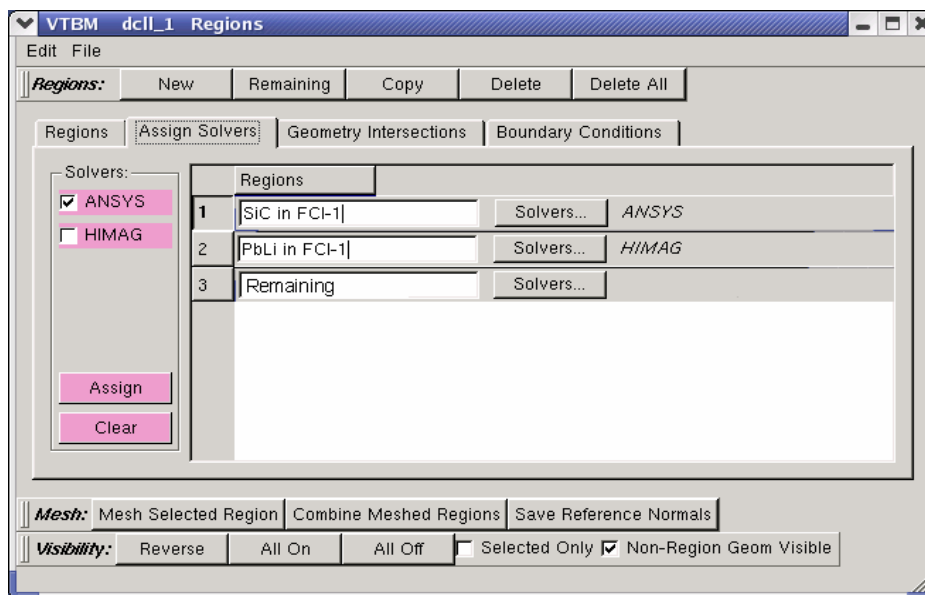 VTBM dcll_1 Regions
Edit File
Regions: New Remaining Copy Delete Delete All
Regions Assign Solvers Geometry Intersections Boundary Conditions
Solvers:
ANSYS
HIMAG
Assign
Clear
Regions
1 SiC in FCI-1 Solvers... ANSYS
2 PbLi in FCI-1 Solvers... HIMAG
3 Remaining Solvers...
Mesh: Mesh Selected Region Combine Meshed Regions Save Reference Normals
Visibility: Reverse All On All Off Selected Only Non-Region Geom Visible